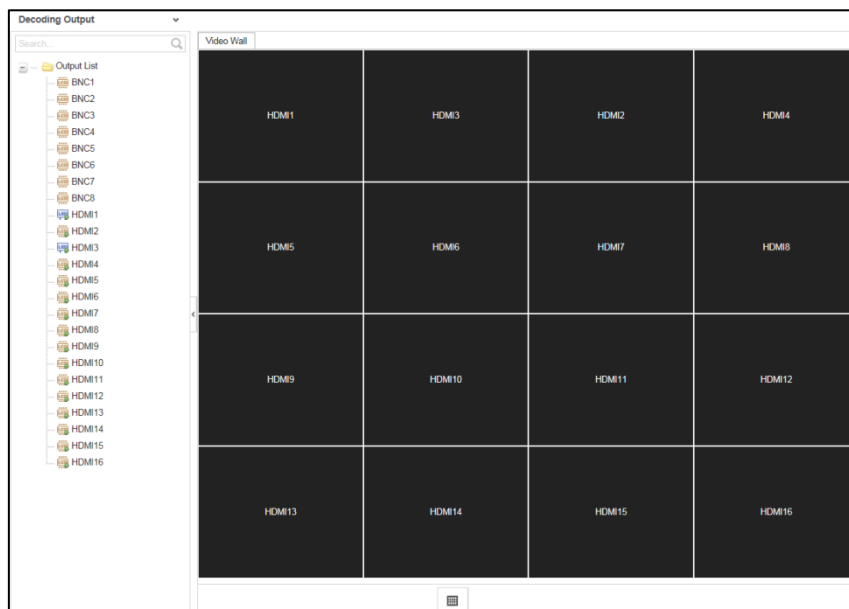 Decoding Output
Search...
Output List
BNC1
BNC2
BNC3
BNC4
BNC5
BNC6
BNC7
BNC8
HDMI1
HDMI2
HDMI3
HDMI4
HDMI5
HDMI6
HDMI7
HDMI8
HDMI9
HDMI10
HDMI11
HDMI12
HDMI13
HDMI14
HDMI15
HDMI16
Video Wall
HDMI1 HDMI3 HDMI2 HDMI4
HDMI5 HDMI6 HDMI7 HDMI8
HDMI9 HDMI10 HDMI11 HDMI12
HDMI13 HDMI14 HDMI15 HDMI16